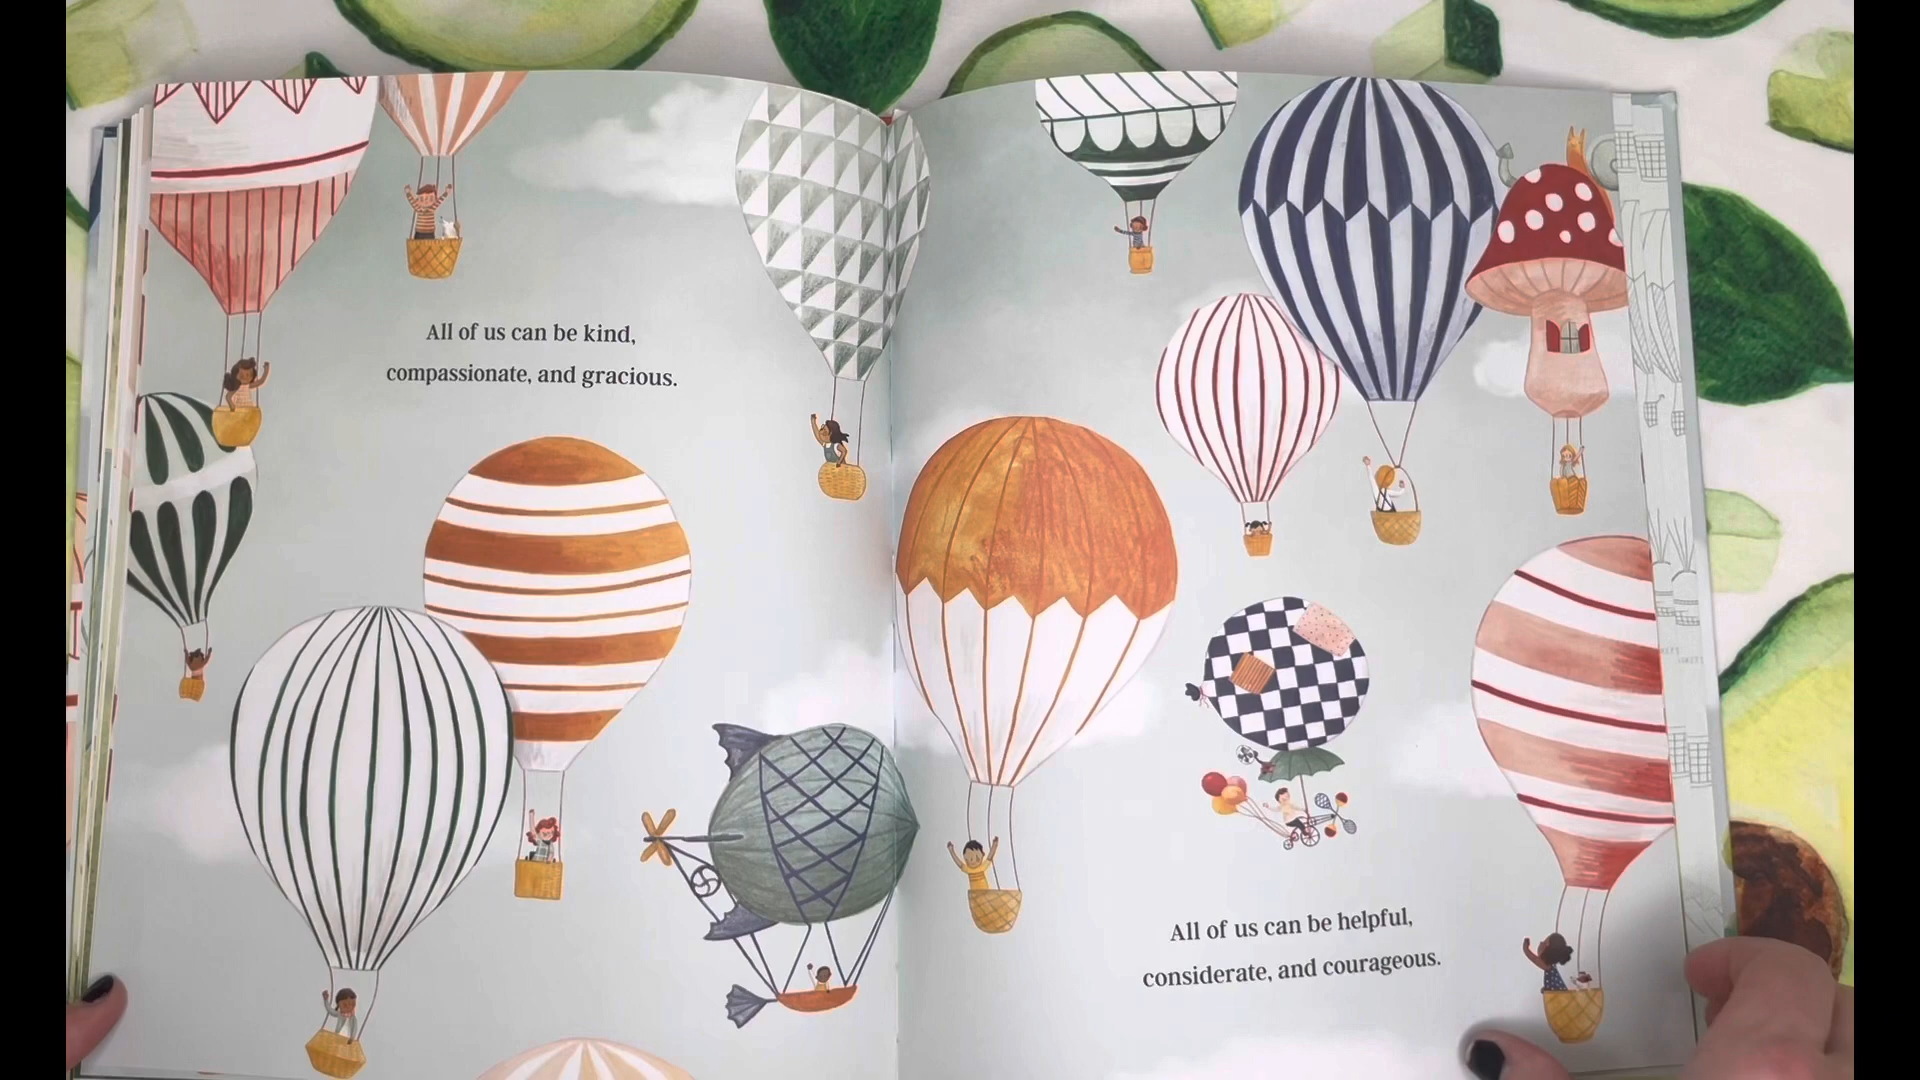 All of us can be kind,
compassionate, and gracious.
All of us can be helpful,
considerate, and courageous.